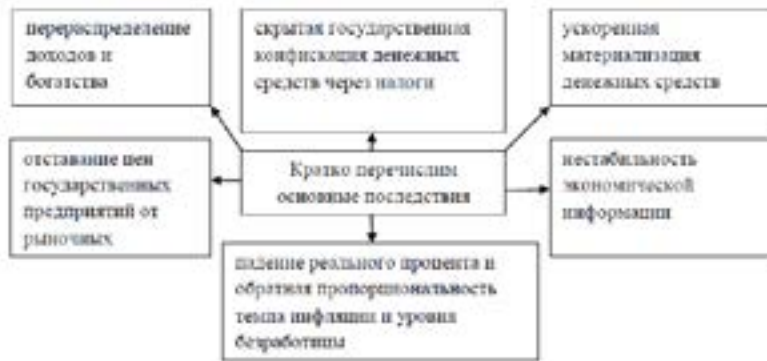 перераспределение
доходов и
богатства
скрытая государственная
конфискация денежных
средств через налоги
ускоренная
материализация
денежных средств
отставание цен
государственных
предприятий от
рыночных
Кратко перечислим
основные последствия
нестабильность
экономической
информации
падение реального процента и
обратная пропорциональность
темпа инфляции и уровня
безработицы